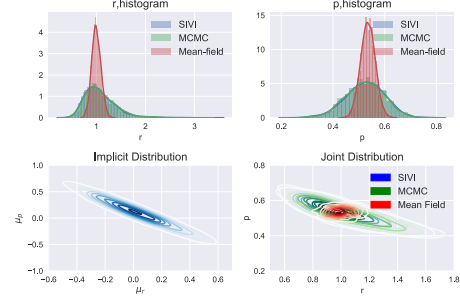 r,histogram
SIVI
MCMC
Mean-field
4
3
2
1
0
1
2
3
r
p,histogram
SIVI
MCMC
Mean-field
15
10
5
0
0.2
0.4
0.6
0.8
p
Implicit Distribution
1.0
0.5
0.0
−0.5
−1.0
μp
−0.6
−0.4
−0.2
0.0
0.2
0.4
0.6
μr
Joint Distribution
SIVI
MCMC
Mean Field
0.8
0.6
0.4
0.2
p
0.6
0.8
1.0
1.2
1.4
1.6
1.8
r